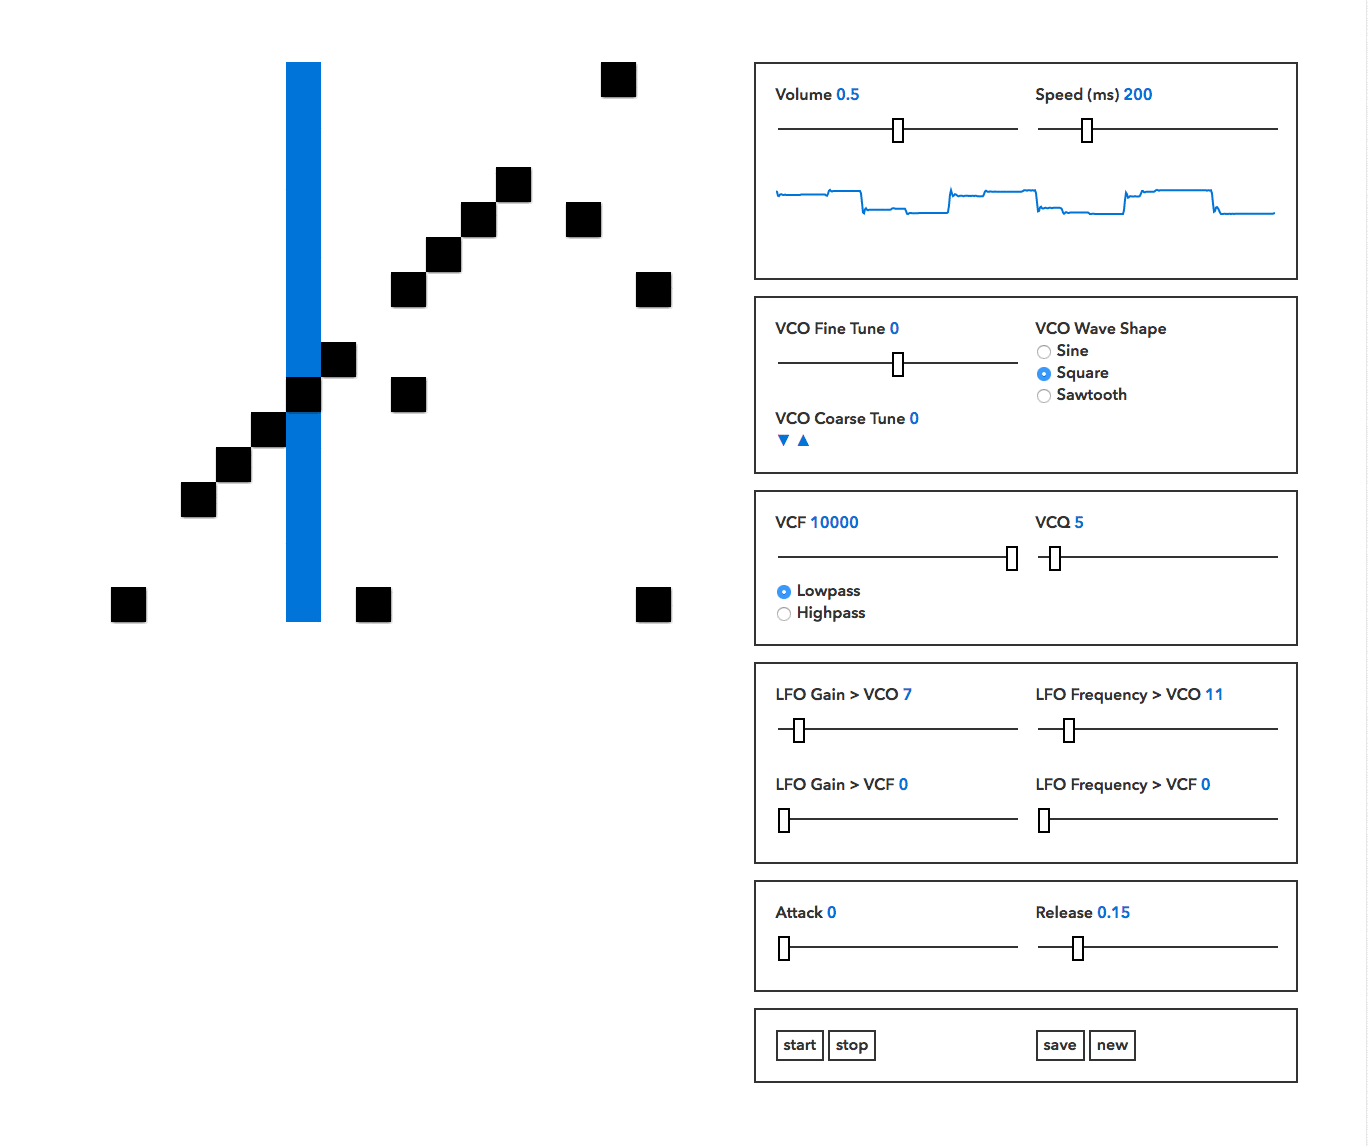 Volume 0.5
Speed (ms) 200
VCO Fine Tune 0
VCO Wave Shape
Sine
Square
Sawtooth
VCO Coarse Tune 0
▼ ▲
VCF 10000
VCQ 5
Lowpass
Highpass
LFO Gain > VCO 7
LFO Frequency > VCO 11
LFO Gain > VCF 0
LFO Frequency > VCF 0
Attack 0
Release 0.15
start stop
save new